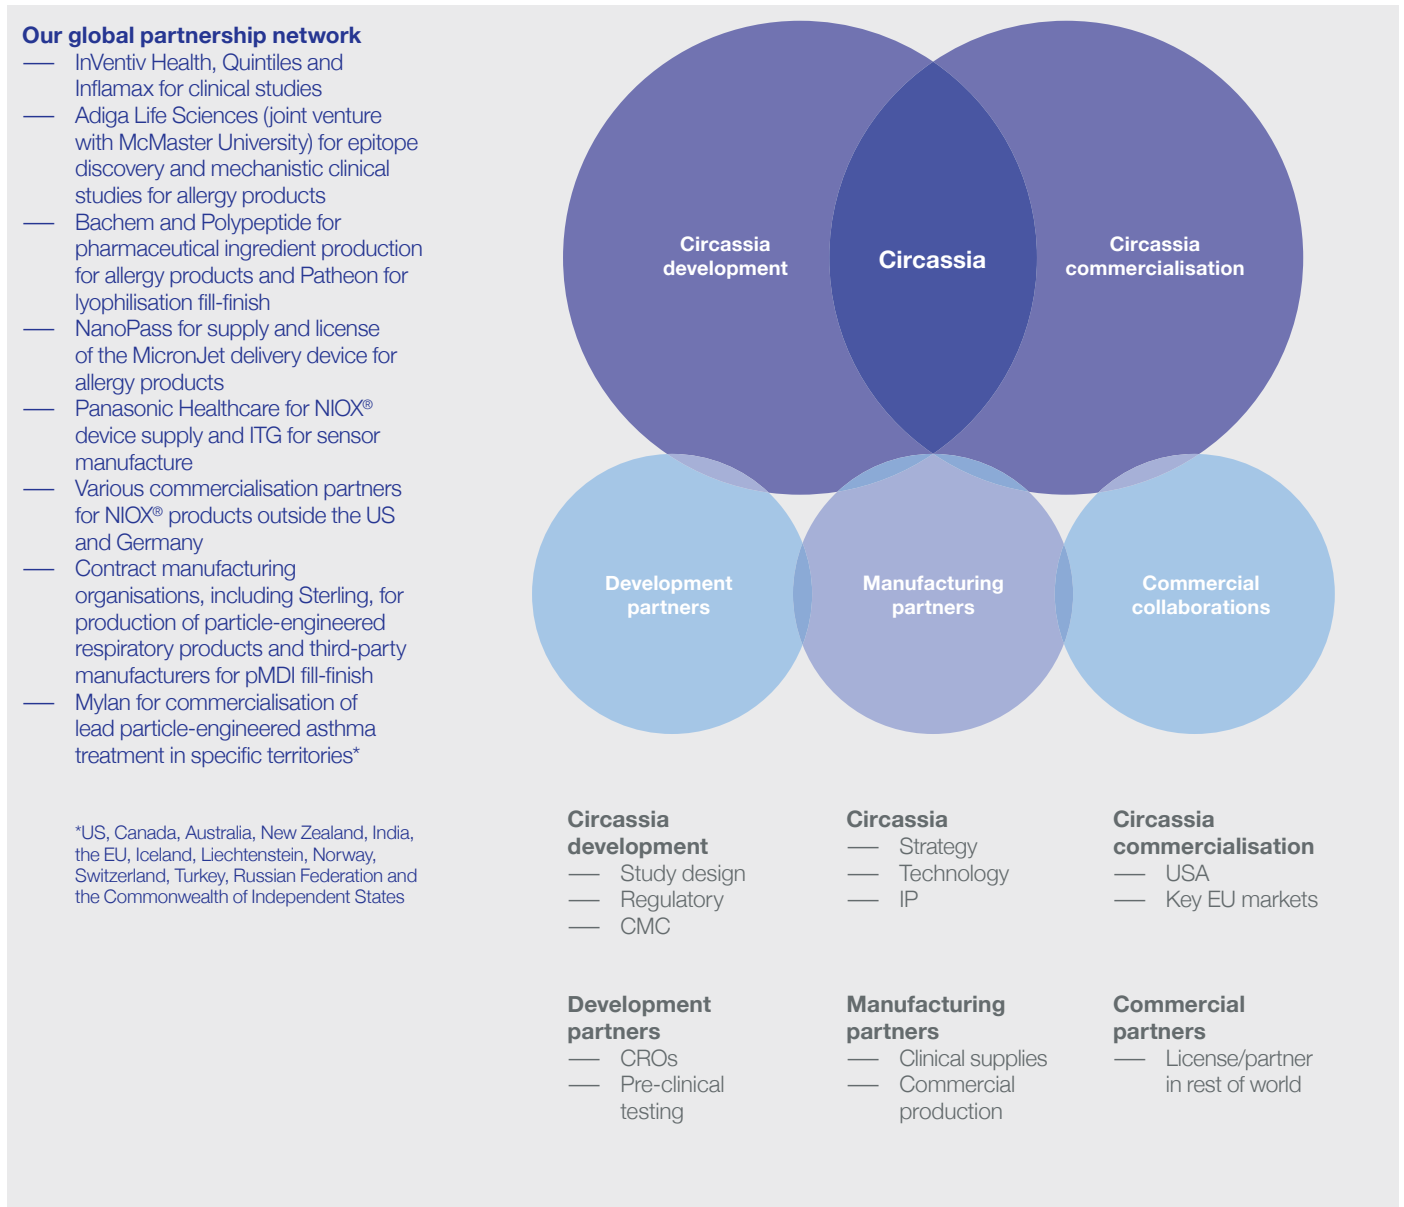 Our global partnership network
— InVentiv Health, Quintiles and
Inflamax for clinical studies
— Adiga Life Sciences (joint venture
with McMaster University) for epitope
discovery and mechanistic clinical
studies for allergy products
— Bachem and Polypeptide for
pharmaceutical ingredient production
for allergy products and Patheon for
lyophilisation fill-finish
— NanoPass for supply and license
of the MicronJet delivery device for
allergy products
— Panasonic Healthcare for NIOX®
device supply and ITG for sensor
manufacture
— Various commercialisation partners
for NIOX® products outside the US
and Germany
— Contract manufacturing
organisations, including Sterling, for
production of particle-engineered
respiratory products and third-party
manufacturers for pMDI fill-finish
— Mylan for commercialisation of
lead particle-engineered asthma
treatment in specific territories*
*US, Canada, Australia, New Zealand, India,
the EU, Iceland, Liechtenstein, Norway,
Switzerland, Turkey, Russian Federation and
the Commonwealth of Independent States
Circassia
development
Circassia
Circassia
commercialisation
Development
partners
Manufacturing
partners
Commercial
collaborations
Circassia
development
— Study design
— Regulatory
— CMC
Circassia
— Strategy
— Technology
— IP
Circassia
commercialisation
— USA
— Key EU markets
Development
partners
— CROs
— Pre-clinical
testing
Manufacturing
partners
— Clinical supplies
— Commercial
production
Commercial
partners
— License/partner
in rest of world